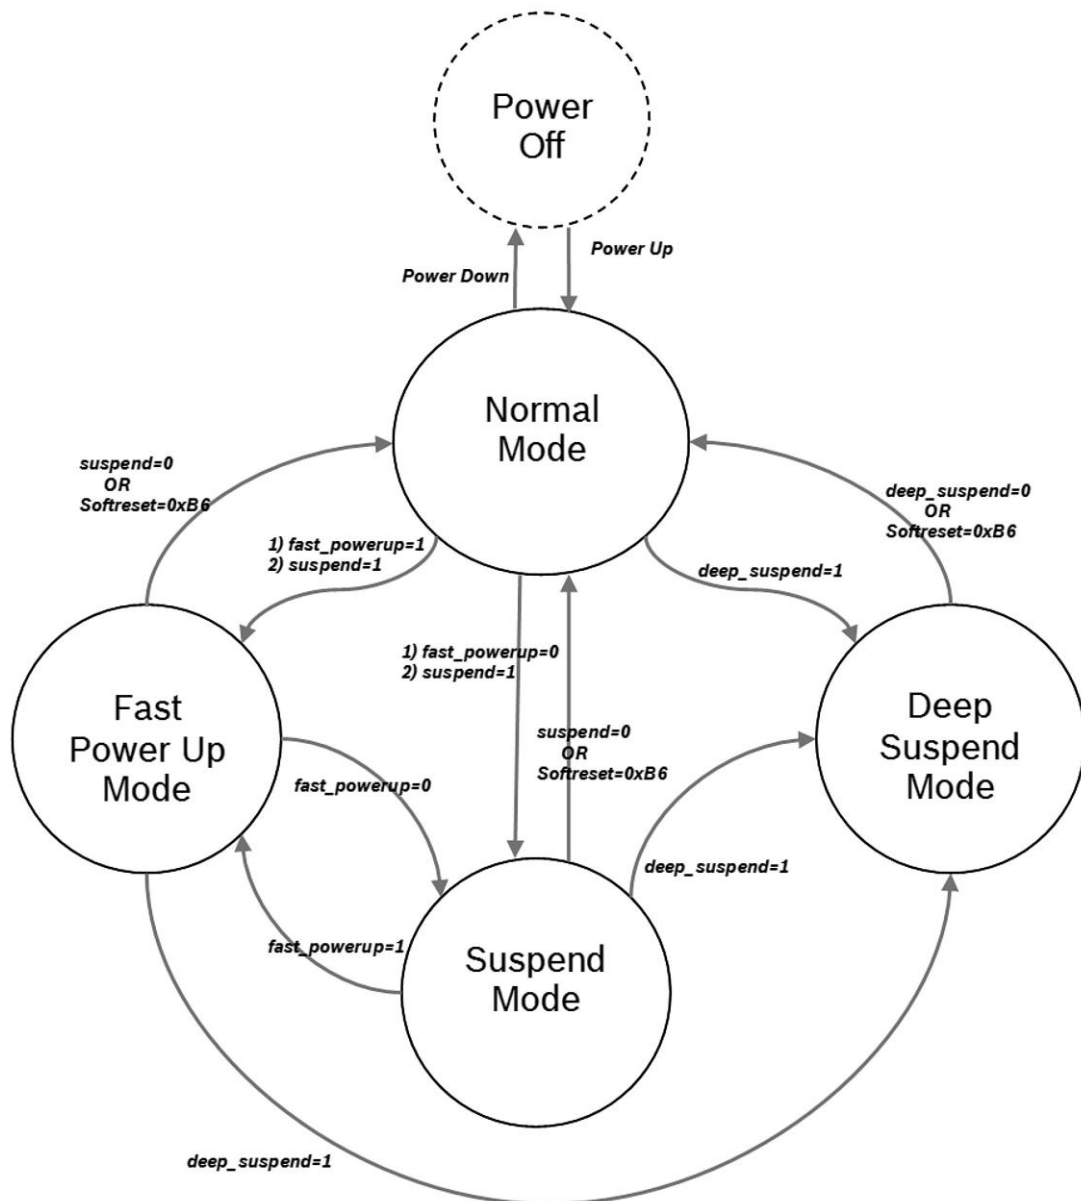 Power
Off
Power Up
Power Down
Normal
Mode
suspend=0
OR
Softreset=0xB6
deep_suspend=0
OR
Softreset=0xB6
1) fast_powerup=1
2) suspend=1
deep_suspend=1
1) fast_powerup=0
2) suspend=1
Fast
Power Up
Mode
suspend=0
OR
Softreset=0xB6
Deep
Suspend
Mode
fast_powerup=0
deep_suspend=1
fast_powerup=1
Suspend
Mode
deep_suspend=1